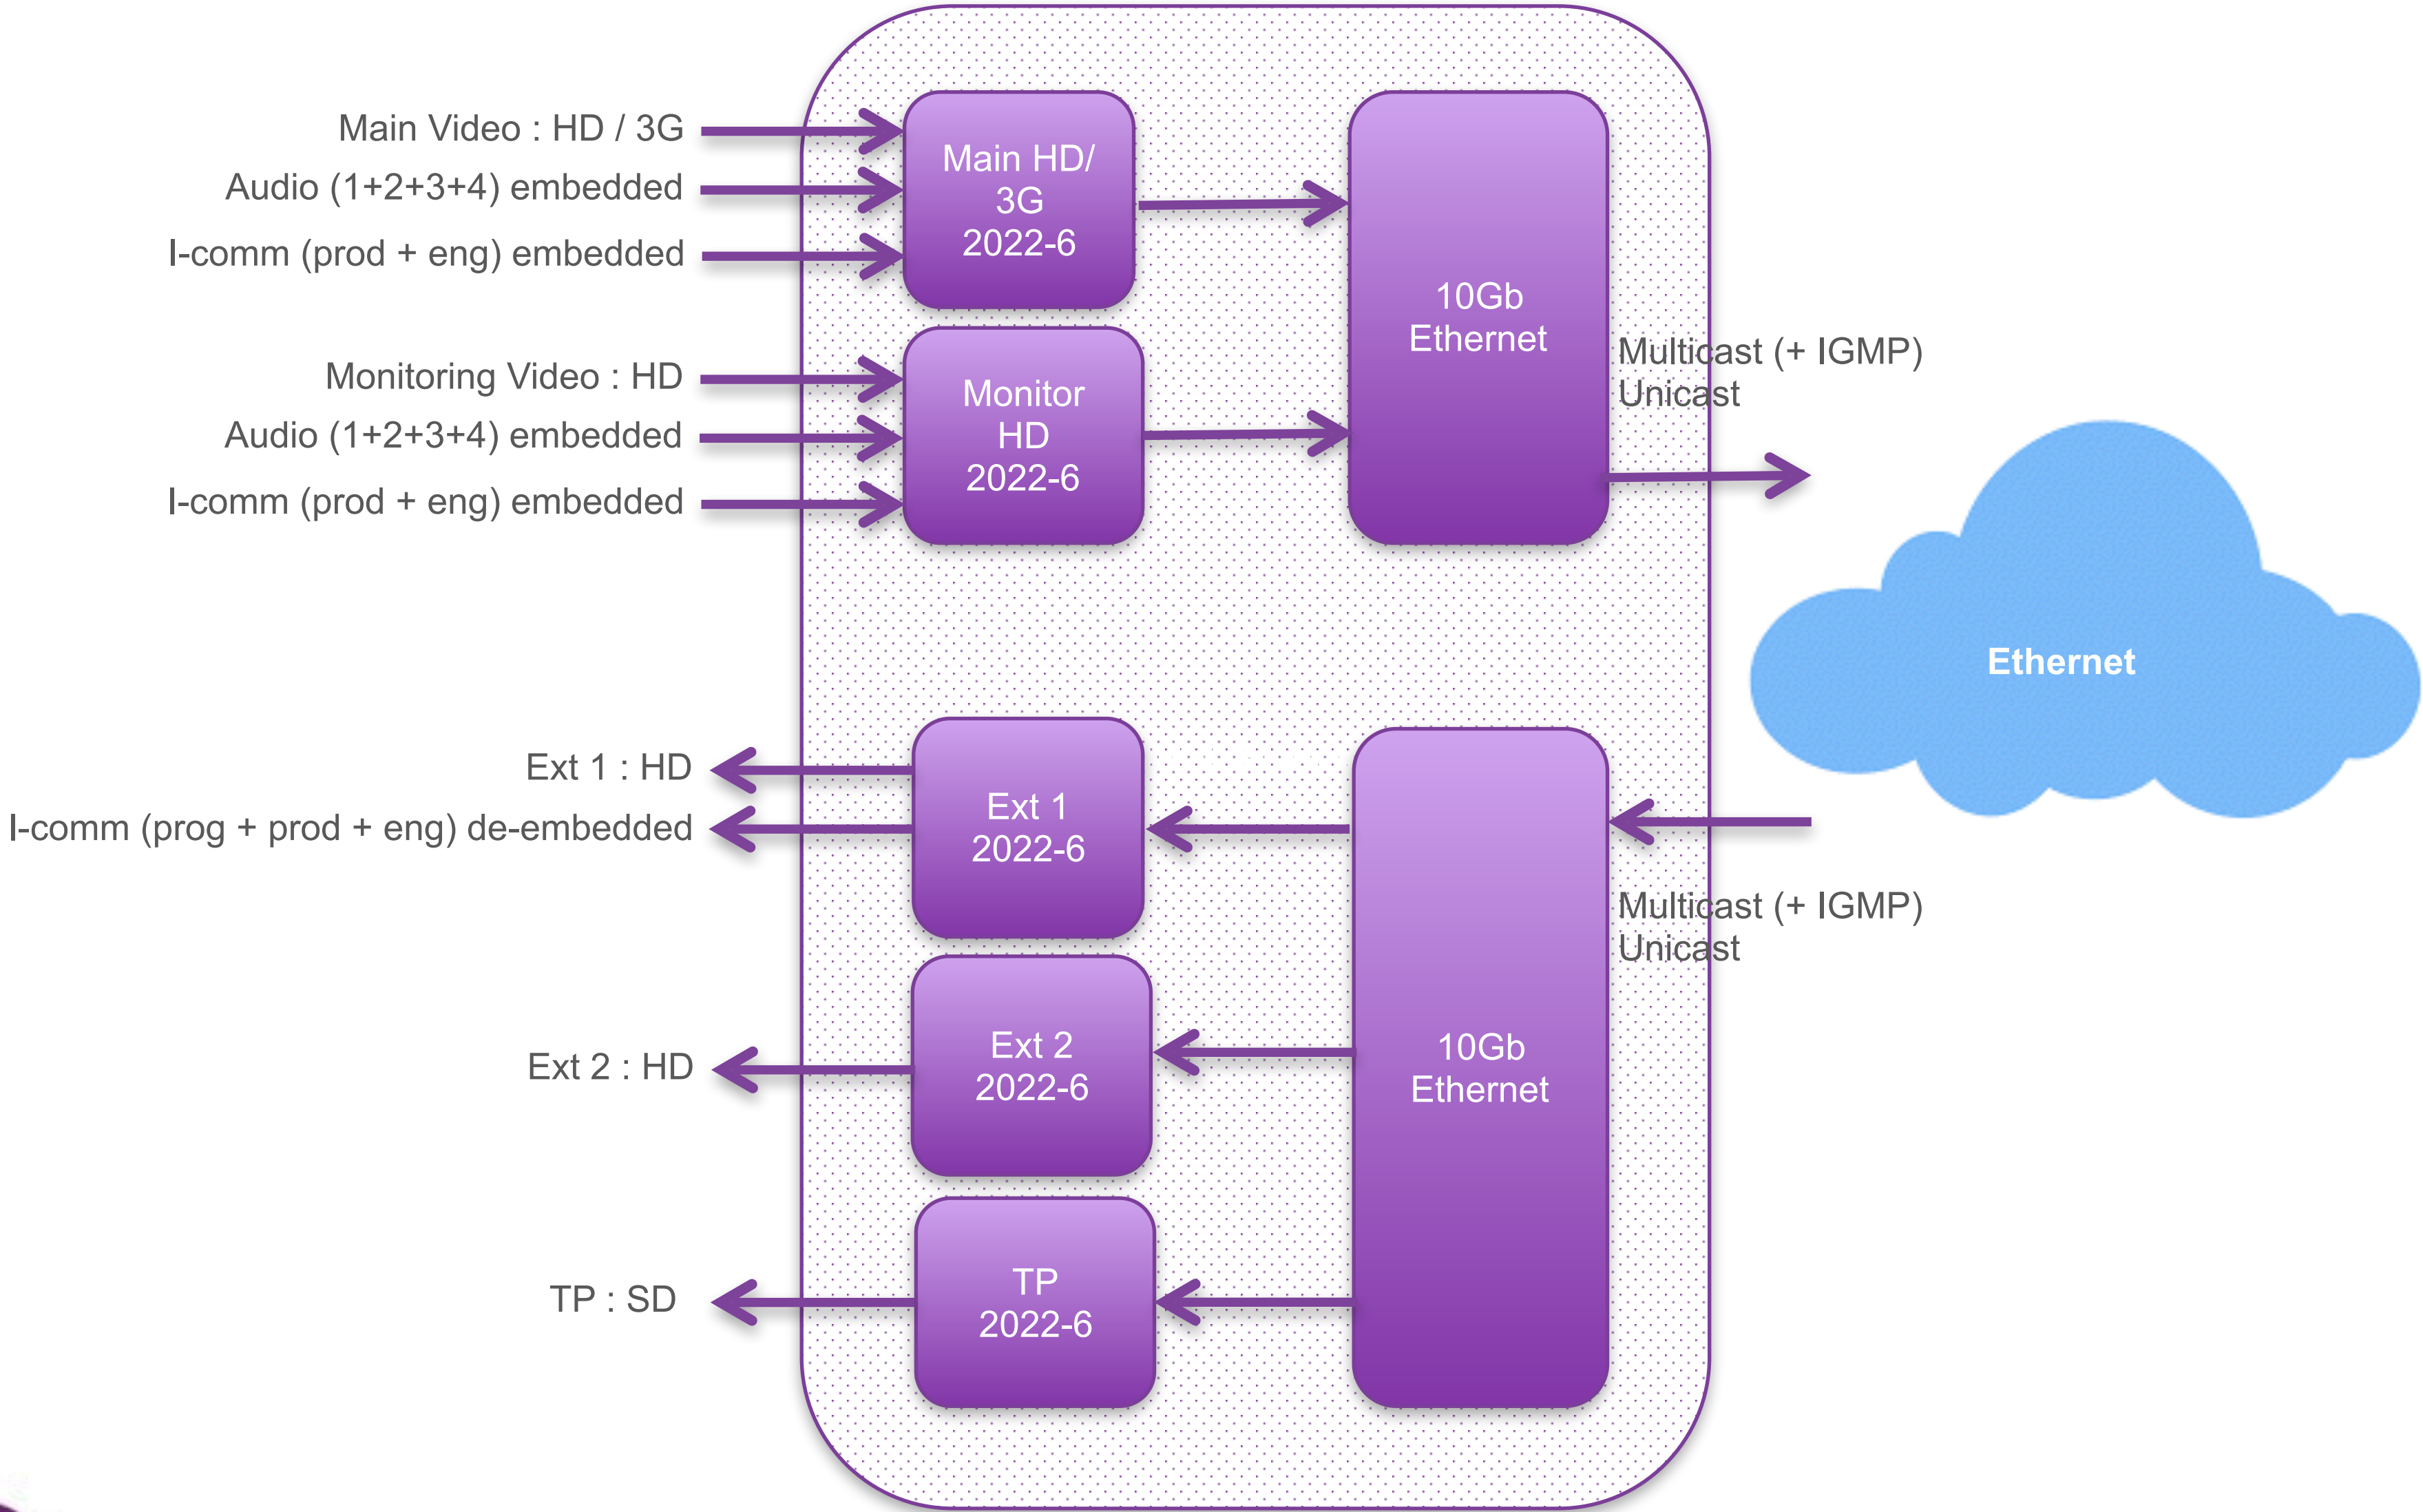 Main Video : HD / 3G
Audio (1+2+3+4) embedded
I-comm (prod + eng) embedded
Main HD/
3G
2022-6
Monitoring Video : HD
Audio (1+2+3+4) embedded
I-comm (prod + eng) embedded
Monitor
HD
2022-6
10Gb
Ethernet
Multicast (+ IGMP)
Unicast
Ethernet
Ext 1 : HD
I-comm (prog + prod + eng) de-embedded
Ext 1
2022-6
Multicast (+ IGMP)
Unicast
Ext 2 : HD
Ext 2
2022-6
10Gb
Ethernet
TP : SD
TP
2022-6